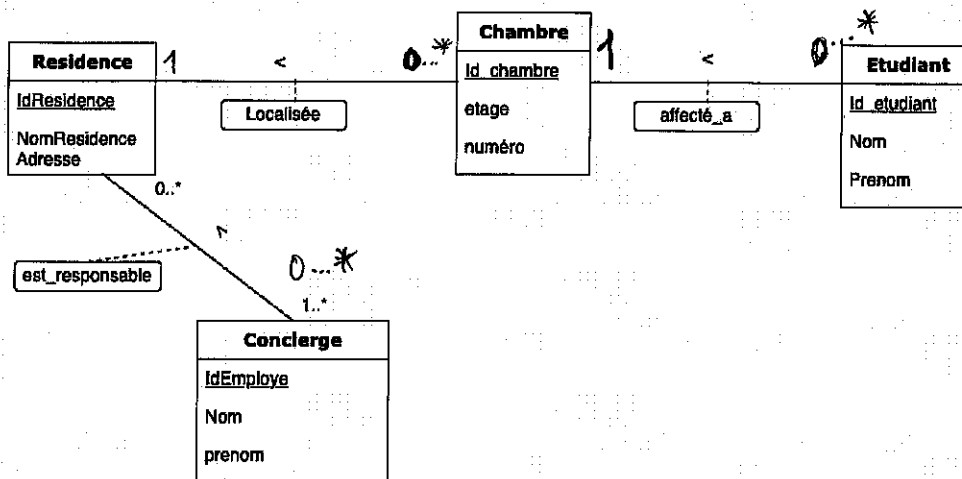 Residence
IdResidence
NomResidence
Adresse
1
<
Localisée
0...*
Chambre
Id_chambre
etage
numéro
1
<
affecté_a
0...*
Etudiant
Id_etudiant
Nom
Prenom
0..*
<
est_responsable
0...*
1..*
Concierge
IdEmploye
Nom
prenom